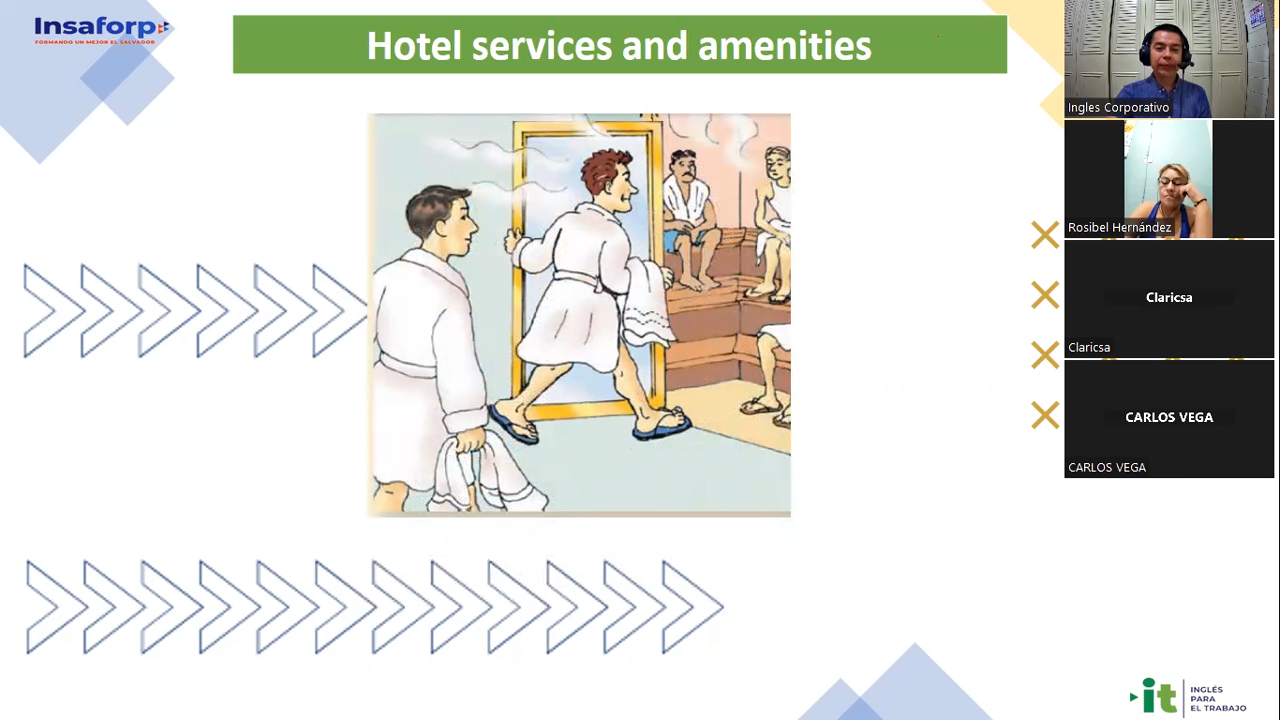 Insaforp
FORMANDO UN MEJOR EL SALVADOR
Hotel services and amenities
Ingles Corporativo
Rosibel Hernández
Claricsa
Claricsa
CARLOS VEGA
CARLOS VEGA
it
INGLÉS
PARA
EL TRABAJO